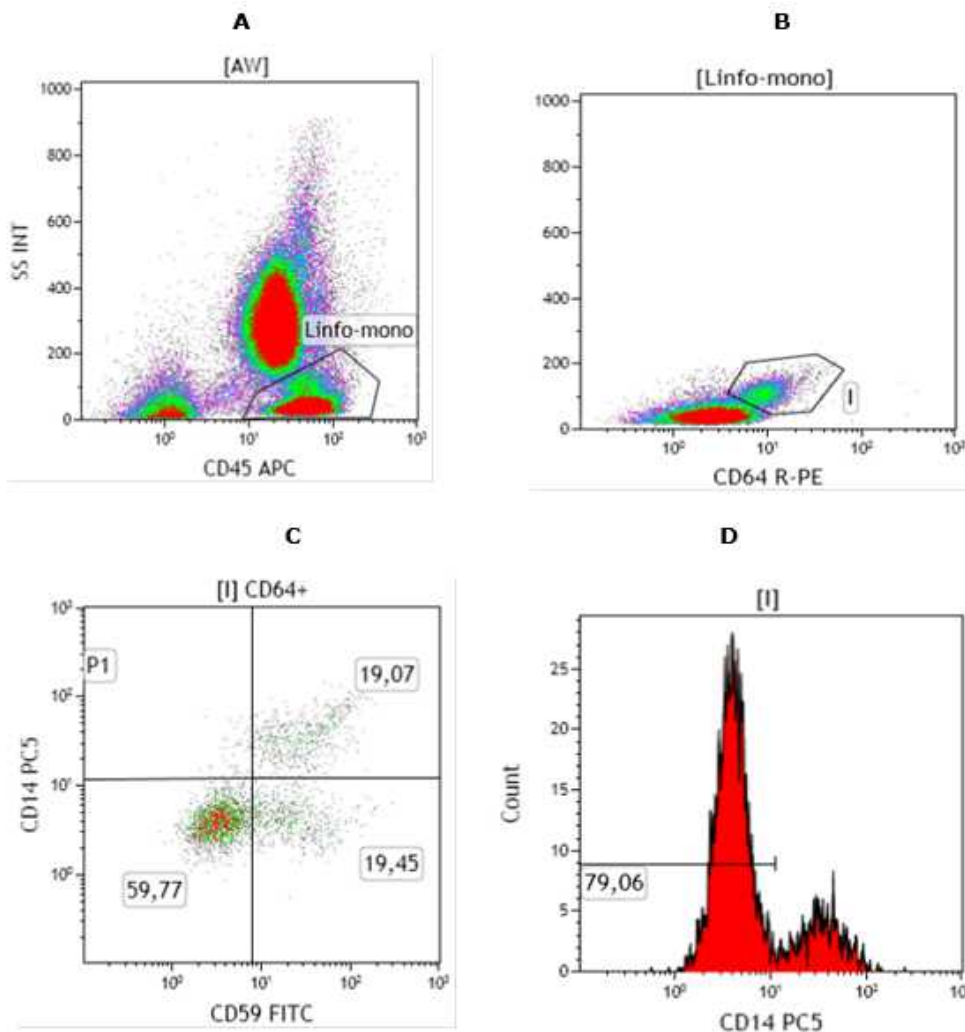 A
[AW]
1000
800
600
400
200
0
SS INT
Linfo-mono
10⁰
10¹
10²
10³
CD45 APC
B
[Linfo-mono]
1000
800
600
400
200
0
I
10⁰
10¹
10²
10³
CD64 R-PE
C
[I] CD64+
10³
10²
10¹
10⁰
CD14 PC5
P1
19,07
59,77
19,45
10⁰
10¹
10²
10³
CD59 FITC
D
[I]
25
20
15
10
5
0
Count
79,06
10⁰
10¹
10²
10³
CD14 PC5